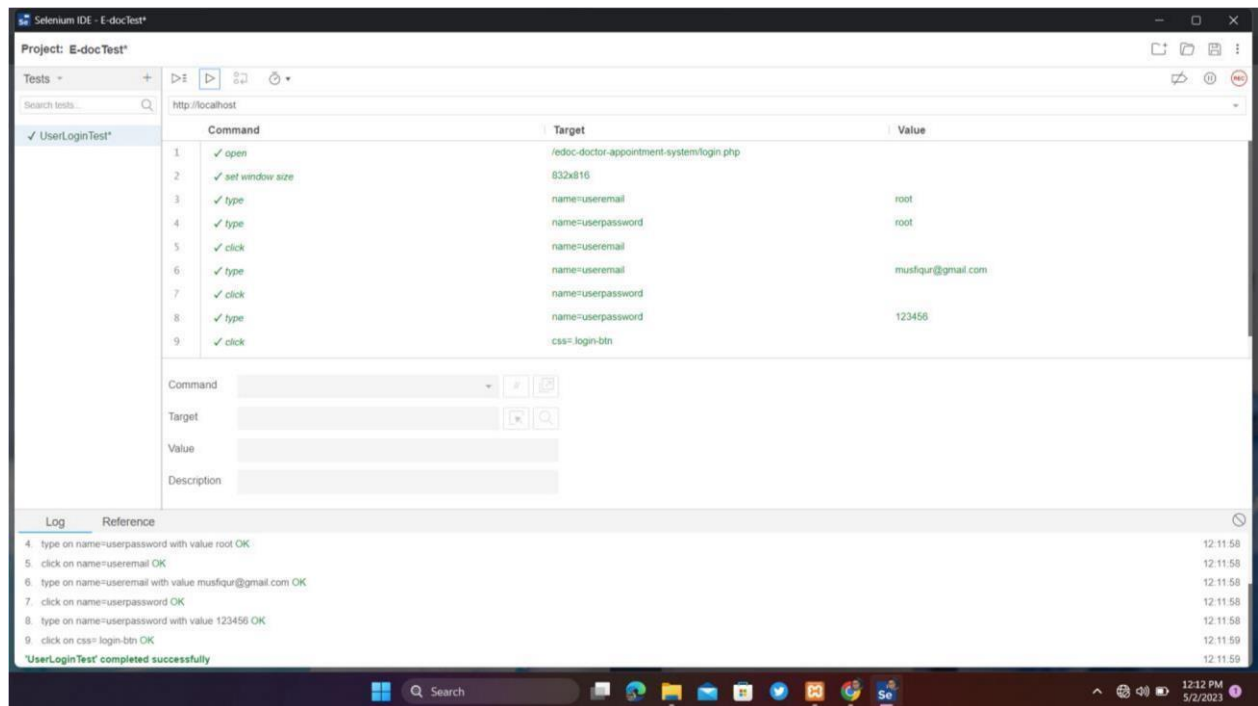 Selenium IDE - E-docTest*
Project: E-docTest*
Tests
Search tests...
http://localhost
✓ UserLoginTest*
Command Target Value
1 ✓ open /edoc-doctor-appointment-system/login.php
2 ✓ set window size 832x816
3 ✓ type name=useremail root
4 ✓ type name=userpassword root
5 ✓ click name=useremail
6 ✓ type name=useremail musfiqur@gmail.com
7 ✓ click name=userpassword
8 ✓ type name=userpassword 123456
9 ✓ click css=.login-btn
Command
//
Target
Value
Description
Log Reference
4. type on name=userpassword with value root OK 12:11:58
5. click on name=useremail OK 12:11:58
6. type on name=useremail with value musfiqur@gmail.com OK 12:11:58
7. click on name=userpassword OK 12:11:58
8. type on name=userpassword with value 123456 OK 12:11:58
9. click on css=.login-btn OK 12:11:59
'UserLoginTest' completed successfully 12:11:59
Search
Se
12:12 PM
5/2/2023
1